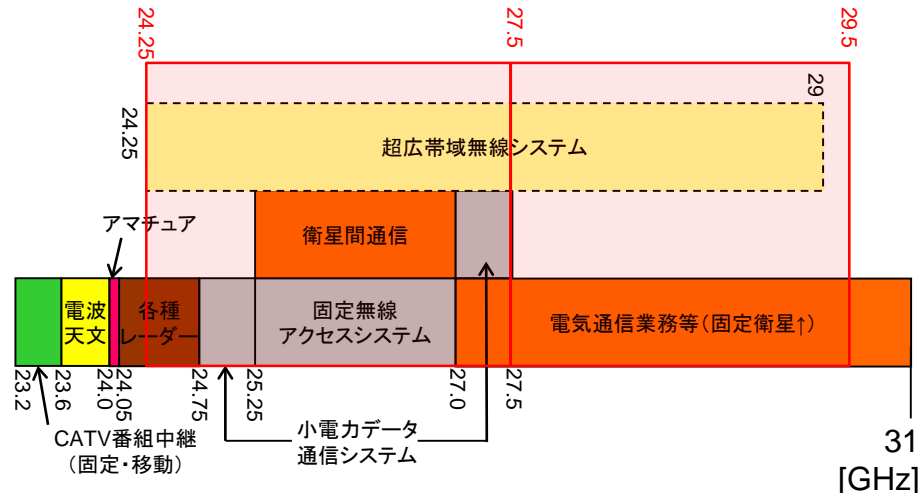 24.25
27.5
29.5
24.25
29
超広帯域無線システム
アマチュア
衛星間通信
電波
天文
各種
レーダー
固定無線
アクセスシステム
電気通信業務等(固定衛星↑)
23.2
23.6
24.0
24.05
24.75
25.25
27.0
27.5
CATV番組中継
(固定・移動)
小電力データ
通信システム
31
[GHz]